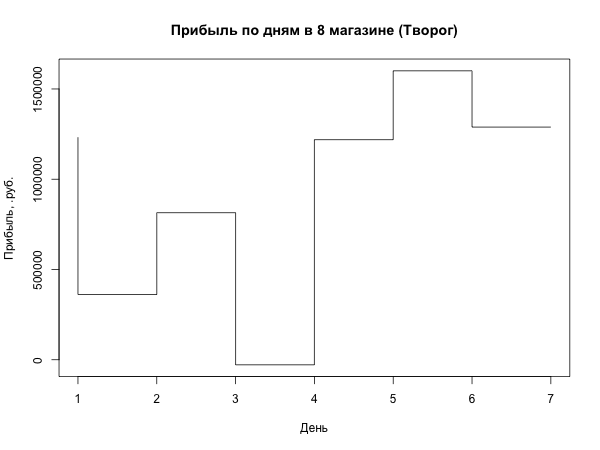 Прибыль по дням в 8 магазине (Творог)
Прибыль, .руб.
1500000
1000000
500000
0
1 2 3 4 5 6 7
День